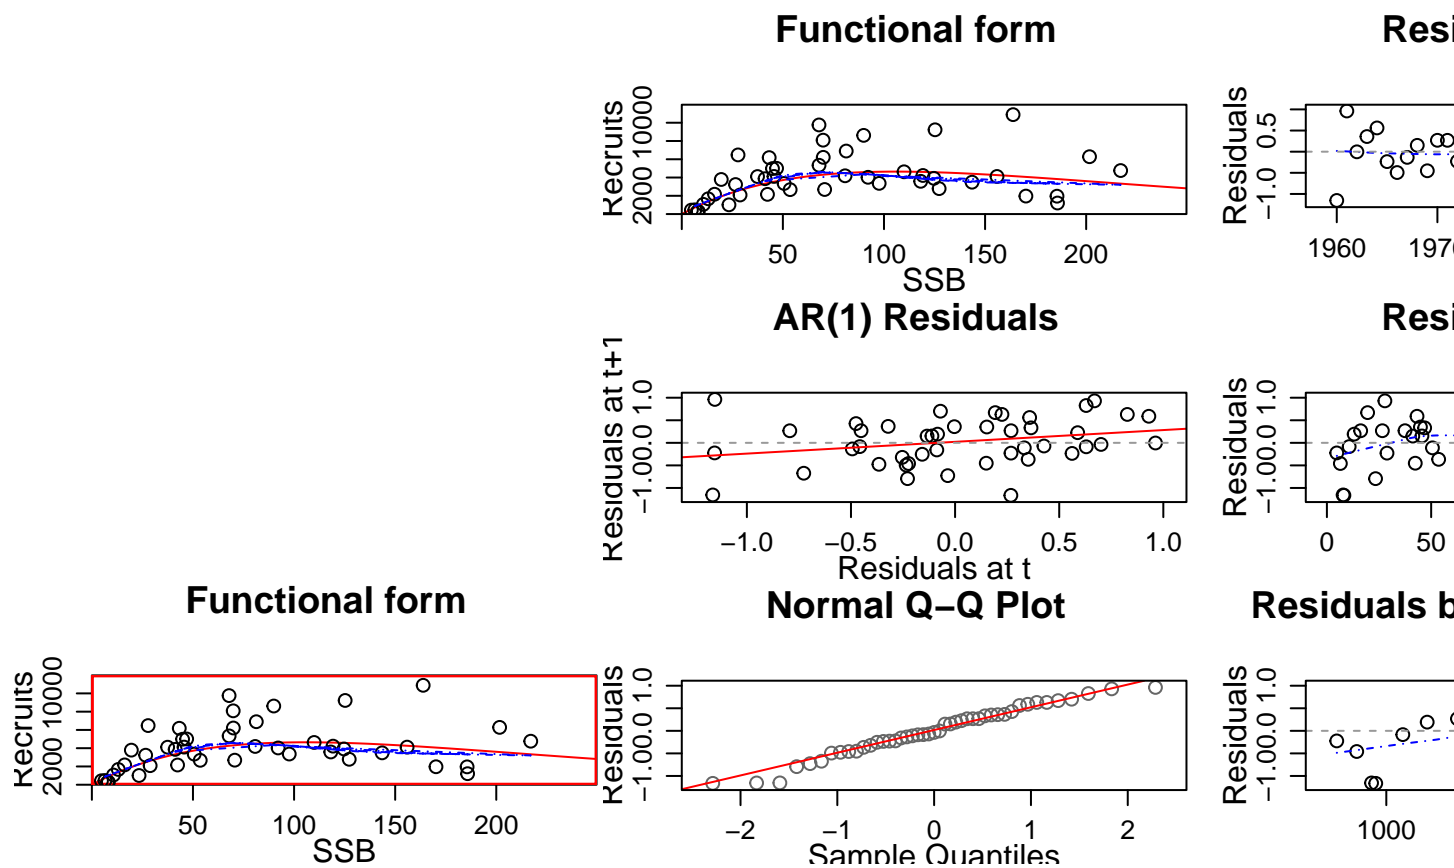 Functional form
Recruits
2000 10000
50 100 150 200
SSB
Resi
Residuals
−1.0 0.5
1960 1970
AR(1) Residuals
Residuals at t+1
−1.0 0.0 1.0
−1.0 −0.5 0.0 0.5 1.0
Residuals at t
Resi
Residuals
−1.0 0.0 1.0
0 50
Functional form
Recruits
2000 10000
50 100 150 200
SSB
Normal Q−Q Plot
Residuals
−1.0 0.0 1.0
−2 −1 0 1 2
Sample Quantiles
Residuals b
Residuals
−1.0 0.0 1.0
1000